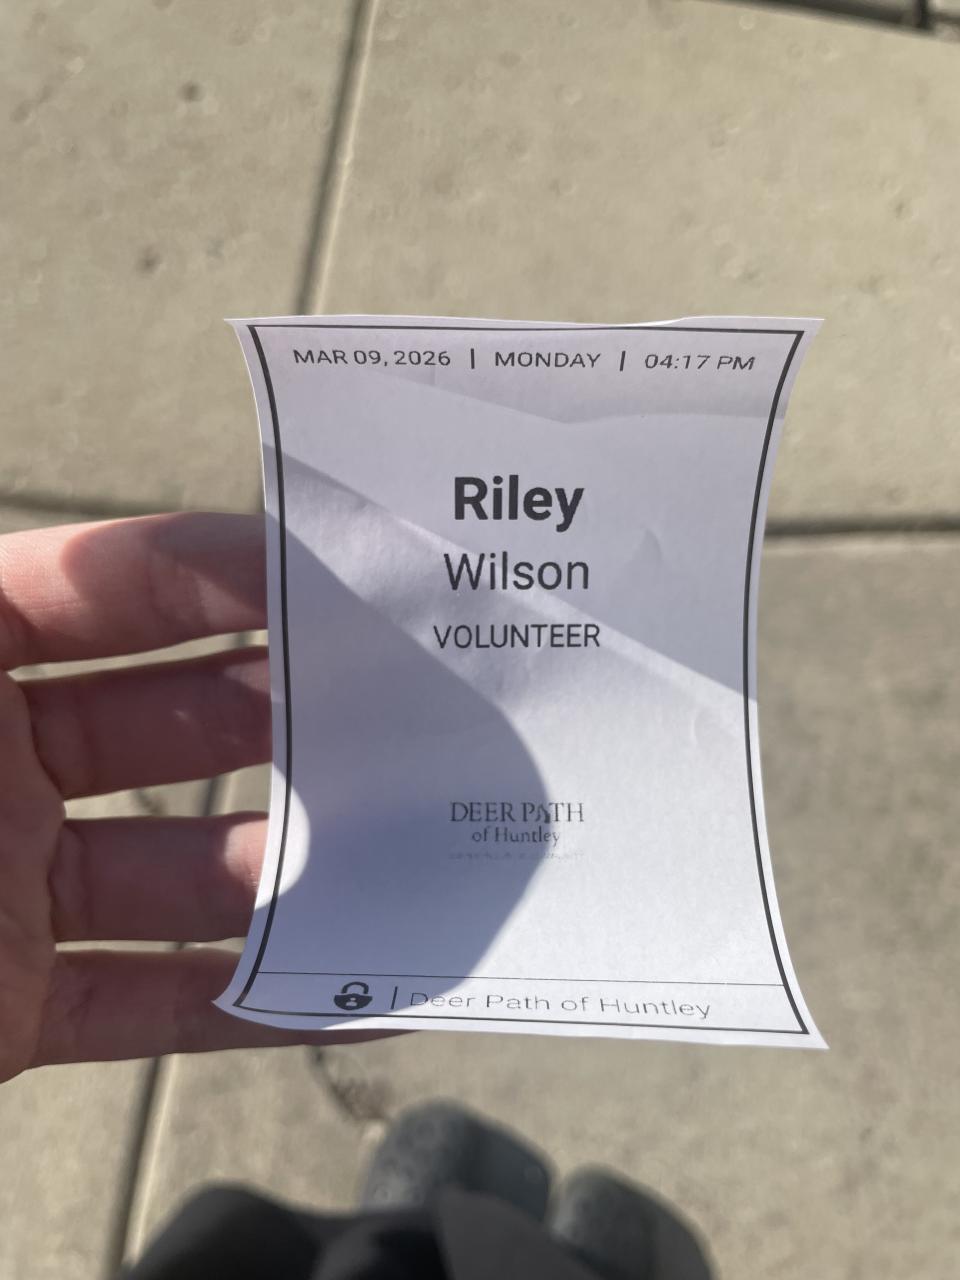 MAR 09, 2026 | MONDAY | 04:17 PM
Riley
Wilson
VOLUNTEER
DEER PATH
of Huntley
| Deer Path of Huntley